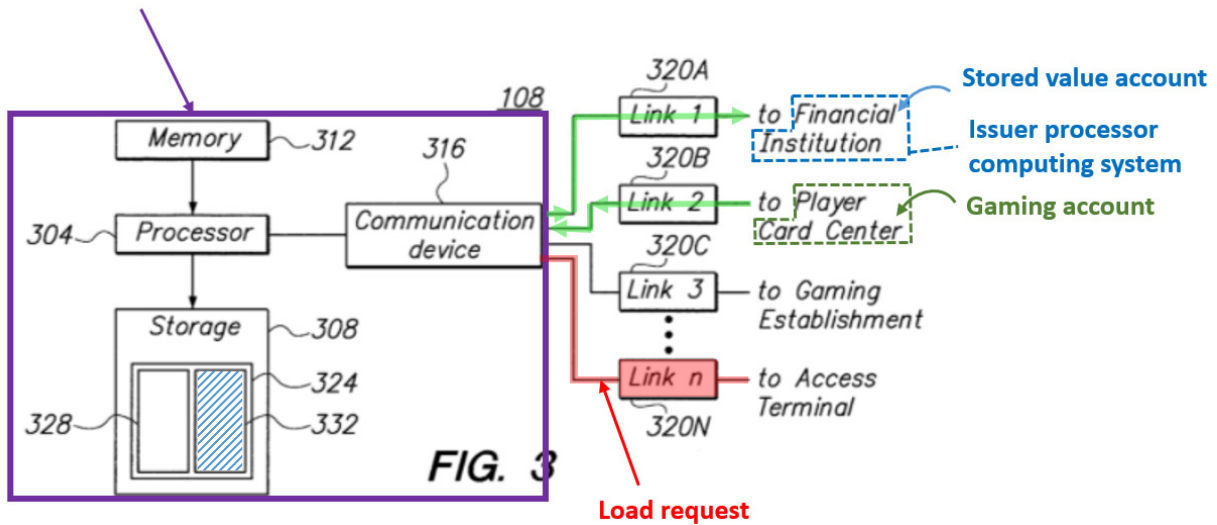 108
Memory
312
316
304
Processor
Communication
device
Storage
308
324
328
332
FIG. 3
320A
Link 1
to Financial
Institution
320B
Link 2
to Player
Card Center
320C
Link 3
to Gaming
Establishment
Link n
to Access
Terminal
320N
Stored value account
Issuer processor
computing system
Gaming account
Load request